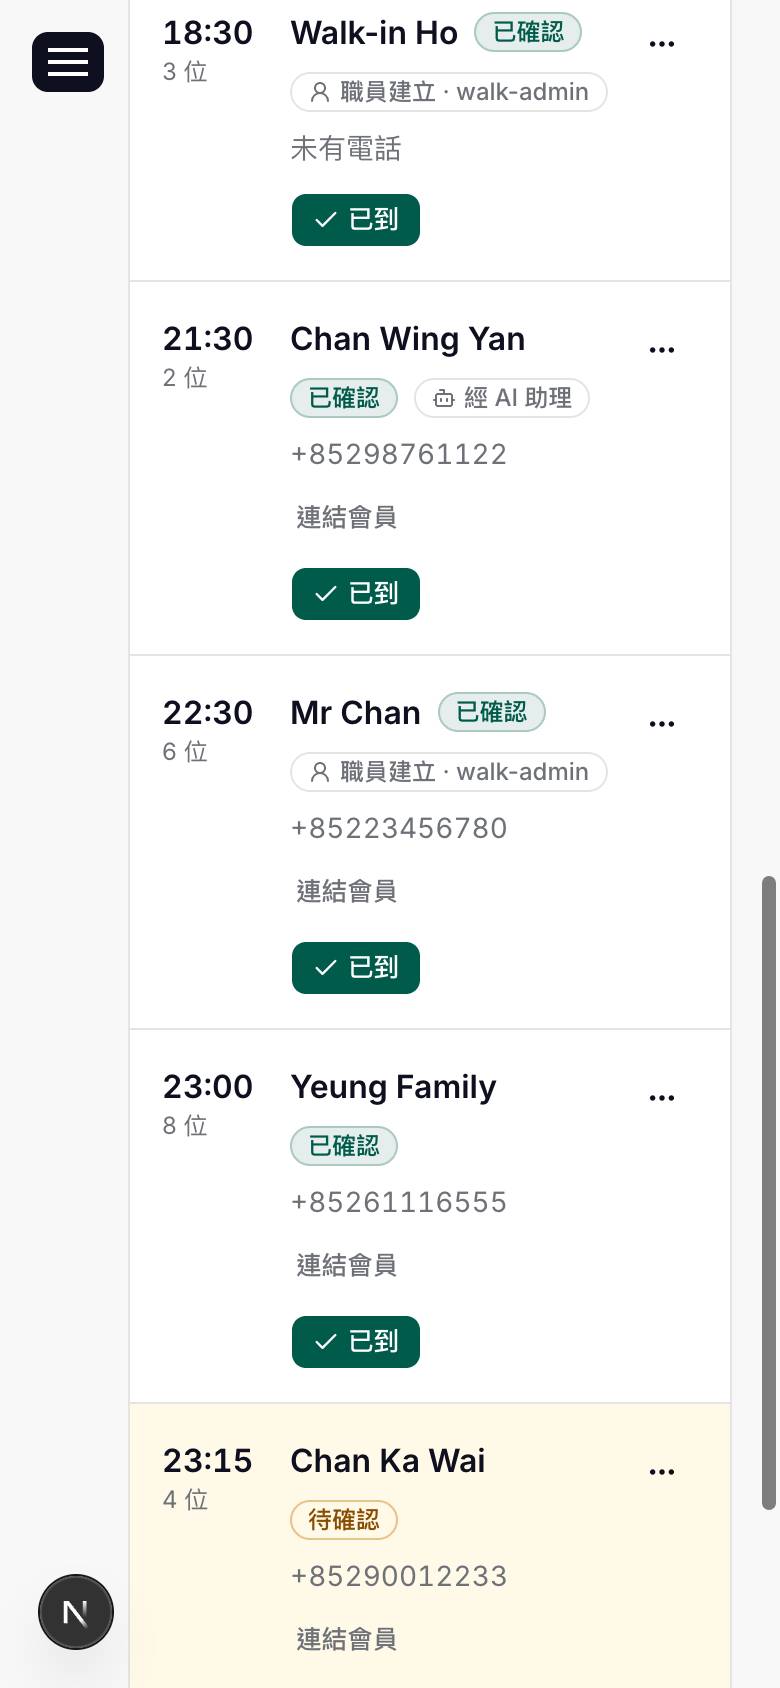 18:30 Walk-in Ho 已確認 ...
3 位
職員建立 · walk-admin
未有電話
已到
21:30 Chan Wing Yan ...
2 位
已確認 經 AI 助理
+85298761122
連結會員
已到
22:30 Mr Chan 已確認 ...
6 位
職員建立 · walk-admin
+85223456780
連結會員
已到
23:00 Yeung Family ...
8 位
已確認
+85261116555
連結會員
已到
23:15 Chan Ka Wai ...
4 位
待確認
+85290012233
連結會員
N